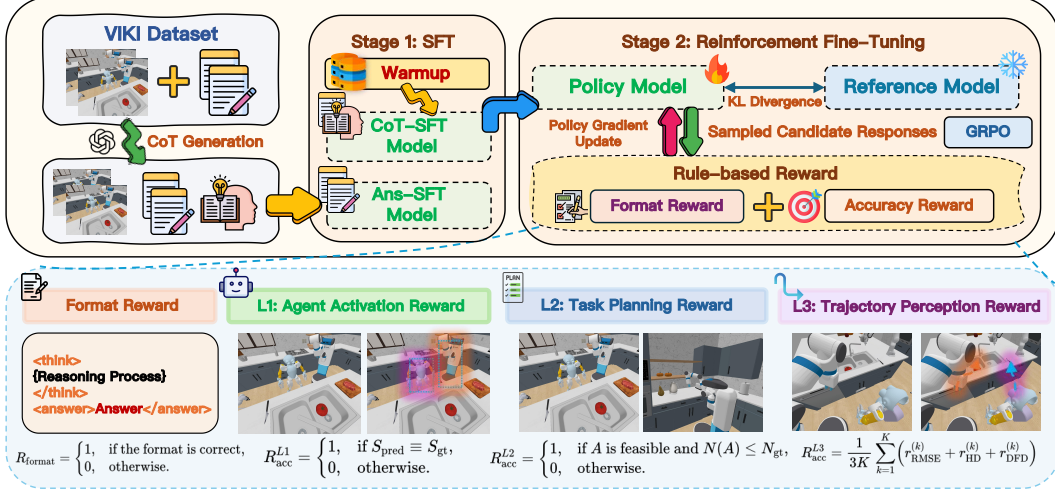 VIKI Dataset
CoT Generation
Stage 1: SFT
Warmup
CoT-SFT
Model
Ans-SFT
Model
Stage 2: Reinforcement Fine-Tuning
Policy Model
KL Divergence
Reference Model
Policy Gradient
Update
Sampled Candidate Responses
GRPO
Rule-based Reward
Format Reward
Accuracy Reward
Format Reward
<think>
{Reasoning Process}
</think>
<answer>Answer</answer>
R_format = { 1, if the format is correct,
0, otherwise.
L1: Agent Activation Reward
R_acc^L1 = { 1, if S_pred ≡ S_gt,
0, otherwise.
PLAN
L2: Task Planning Reward
R_acc^L2 = { 1, if A is feasible and N(A) ≤ N_gt,
0, otherwise.
L3: Trajectory Perception Reward
R_acc^L3 = 1/3K ∑_{k=1}^{K} (r_RMSE^(k) + r_HD^(k) + r_DFD^(k))